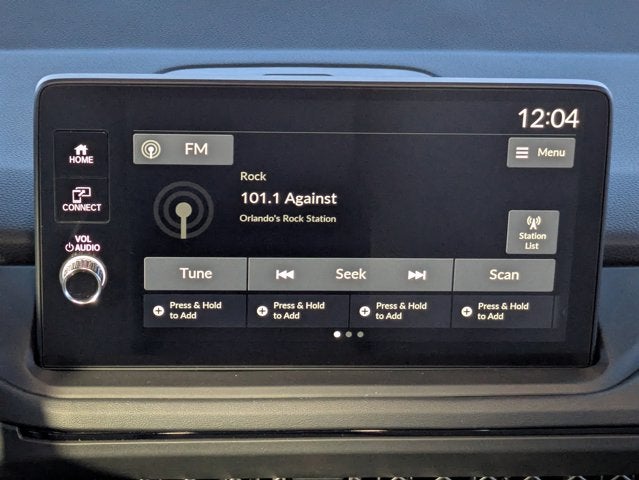 12:04
HOME
FM
Menu
CONNECT
Rock
101.1 Against
Orlando's Rock Station
Station
List
VOL
AUDIO
Tune
Seek
Scan
Press & Hold
to Add
Press & Hold
to Add
Press & Hold
to Add
Press & Hold
to Add